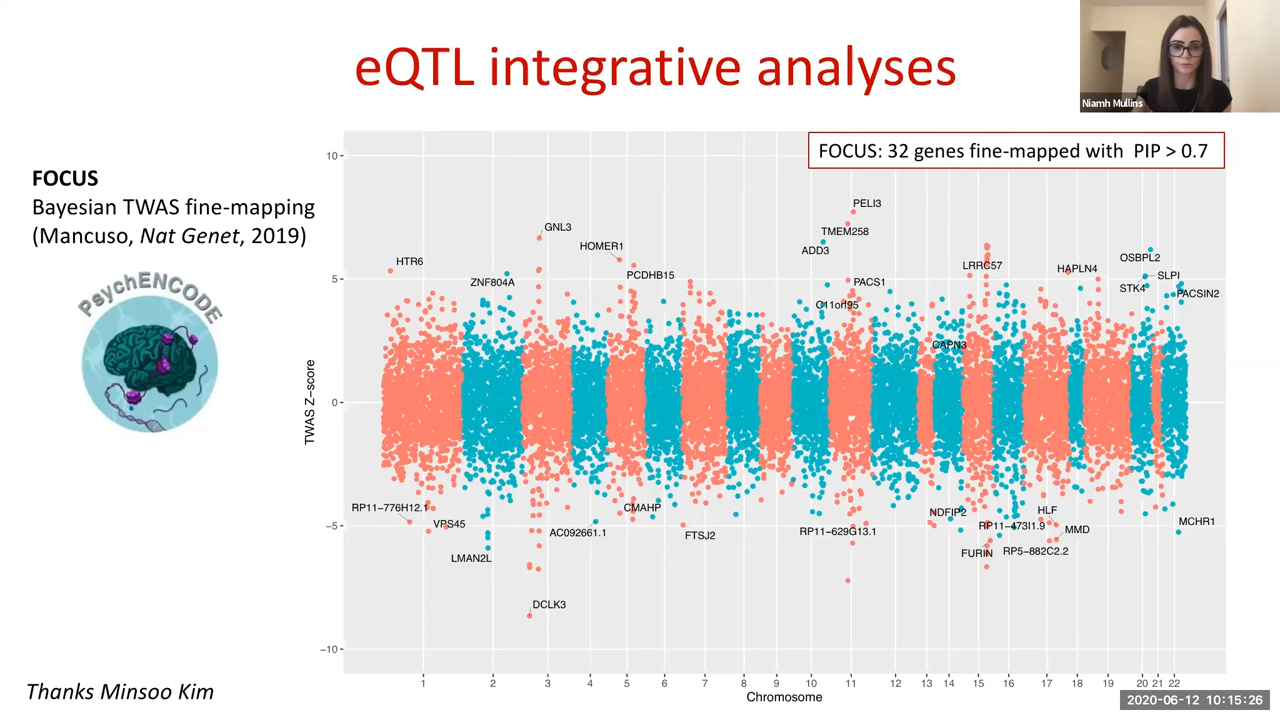 eQTL integrative analyses
Niamh Mullins
FOCUS
Bayesian TWAS fine-mapping
(Mancuso, Nat Genet, 2019)
PsychENCODE
Thanks Minsoo Kim
FOCUS: 32 genes fine-mapped with PIP > 0.7
TWAS Z-score
10
5
0
−5
−10
PELI3
GNL3
TMEM258
HOMER1
ADD3
OSBPL2
HTR6
LRRC57
HAPLN4
PCDHB15
SLPI
ZNF804A
PACS1
STK4
PACSIN2
C11orf95
CAPN3
RP11-776H12.1
CMAHP
HLF
NDFIP2
VPS45
MCHR1
RP11-473I1.9
AC092661.1
RP11-629G13.1
MMD
FTSJ2
FURIN
RP5-882C2.2
LMAN2L
DCLK3
1 2 3 4 5 6 7 8 9 10 11 12 13 14 15 16 17 18 19 20 21 22
Chromosome
2020-06-12 10:15:26